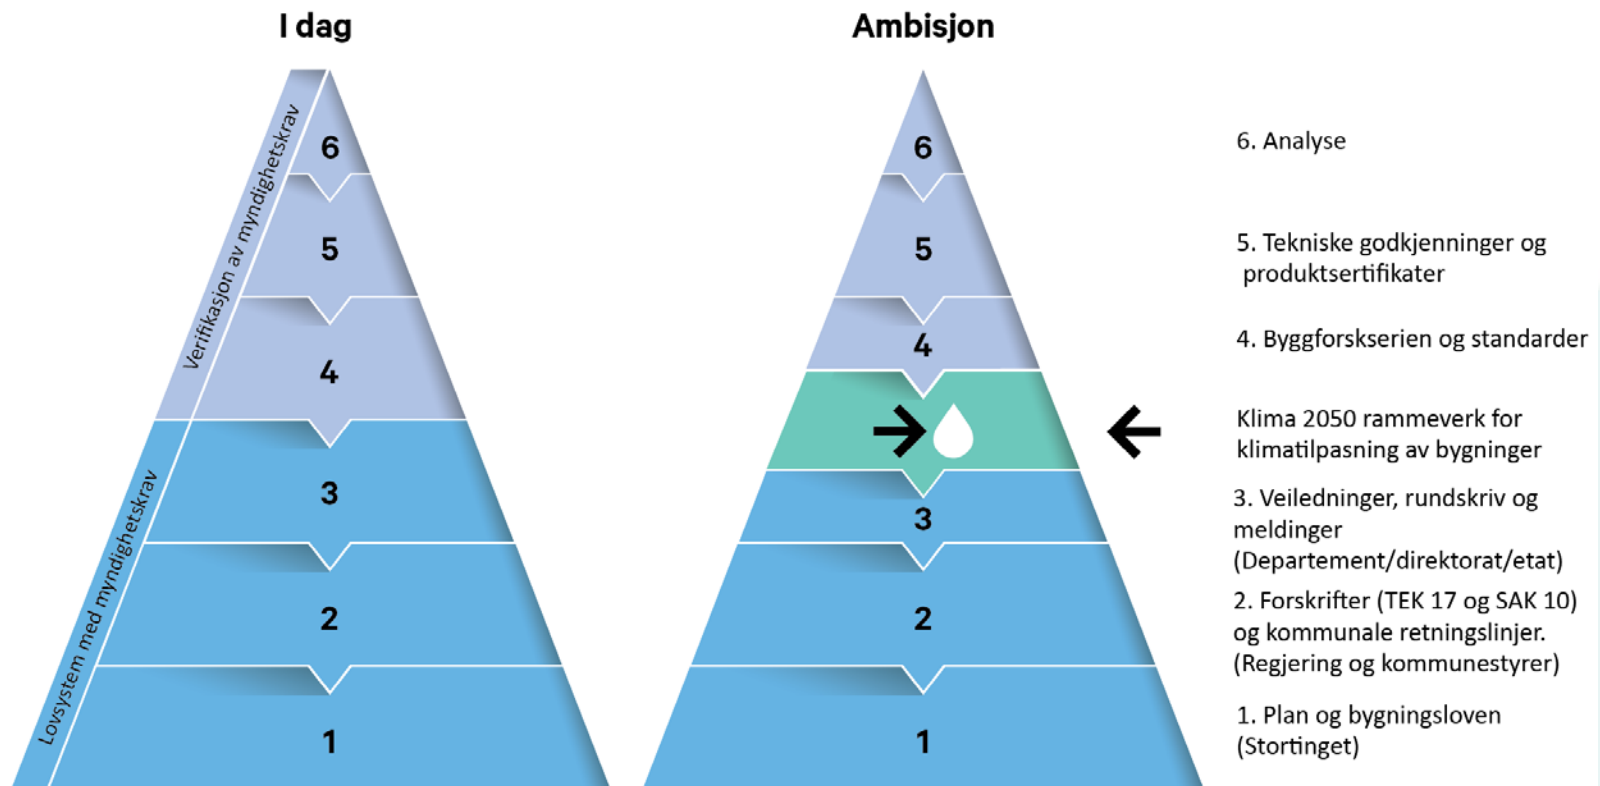 I dag
Verifikasjon av myndighetskrav
Lovsystem med myndighetskrav
6
5
4
3
2
1
Ambisjon
6
5
4
3
2
1
6. Analyse
5. Tekniske godkjenninger og
produktsertifikater
4. Byggforskserien og standarder
Klima 2050 rammeverk for
klimatilpasning av bygninger
3. Veiledninger, rundskriv og
meldinger
(Departement/direktorat/etat)
2. Forskrifter (TEK 17 og SAK 10)
og kommunale retningslinjer.
(Regjering og kommunestyrer)
1. Plan og bygningsloven
(Stortinget)